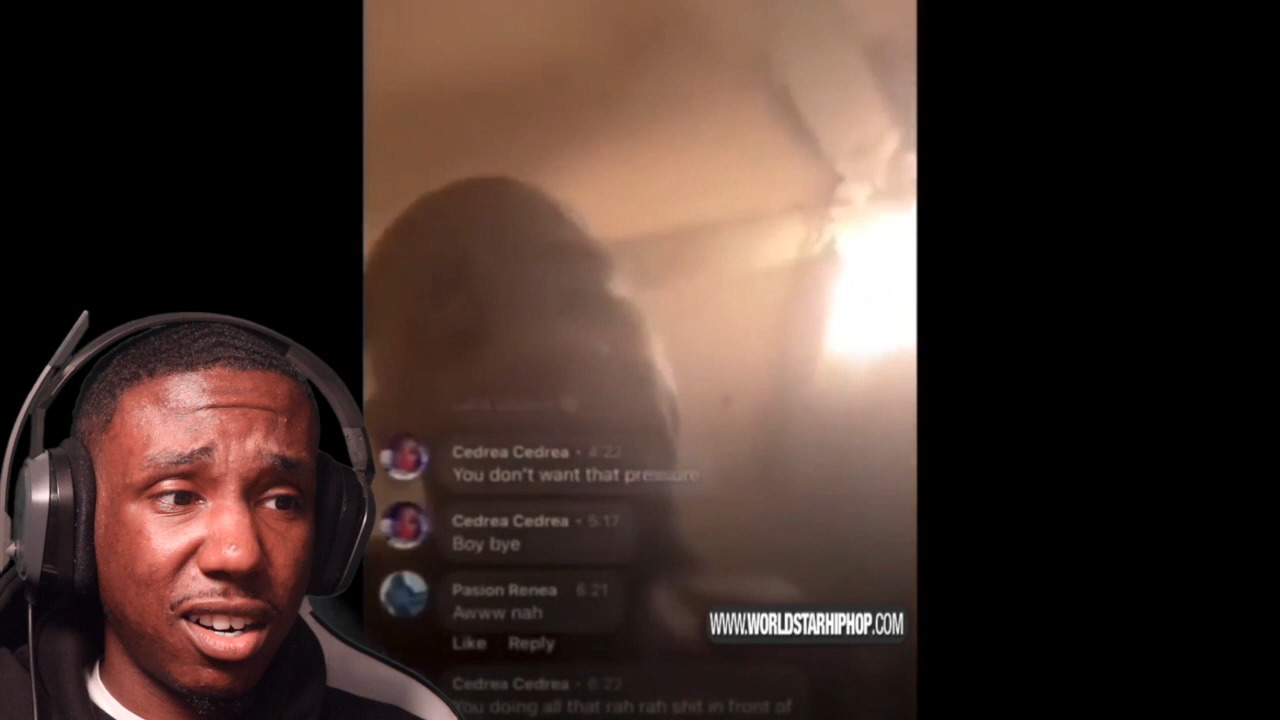 Cedrea Cedrea · 4:22
You don't want that pressure
Cedrea Cedrea · 5:17
Boy bye
Pasion Renea 6:21
Awww nah
Like Reply
WWW.WORLDSTARHIPHOP.COM
Cedrea Cedrea · 6:22
You doing all that rah rah shit in front of